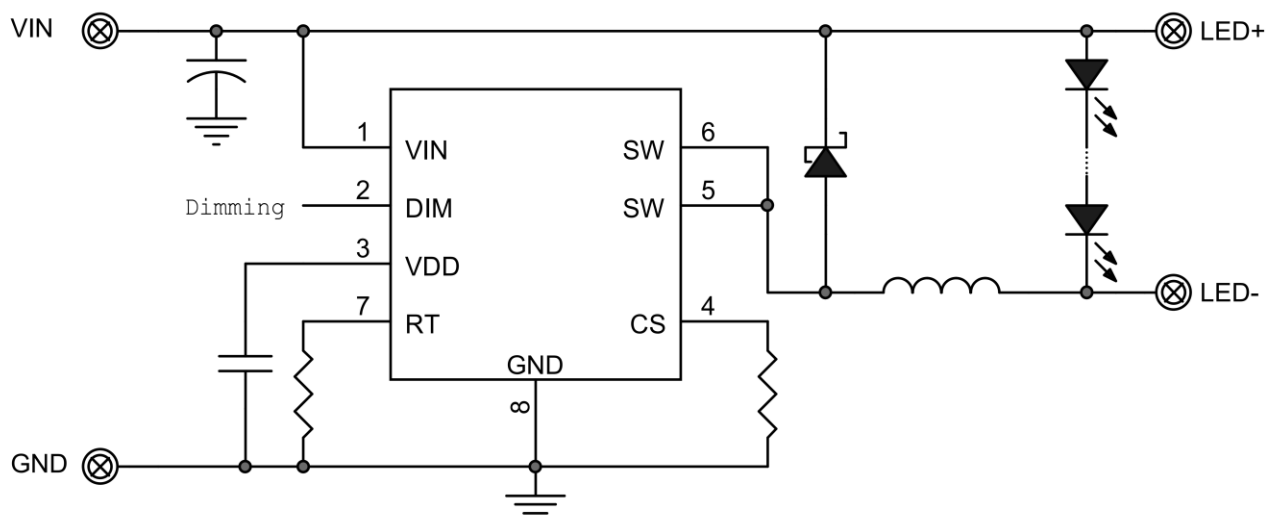 VIN
LED+
1
VIN
SW
6
Dimming
2
DIM
SW
5
3
VDD
7
RT
CS
4
LED-
GND
8
GND